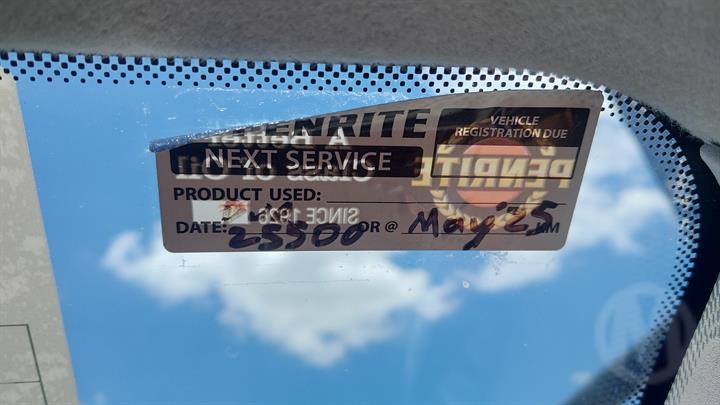 PENRITE
VEHICLE
REGISTRATION DUE
NEXT SERVICE
PENRITE
PRODUCT USED:
SINCE 1926
DATE: 25500 OR @ May '25 KM